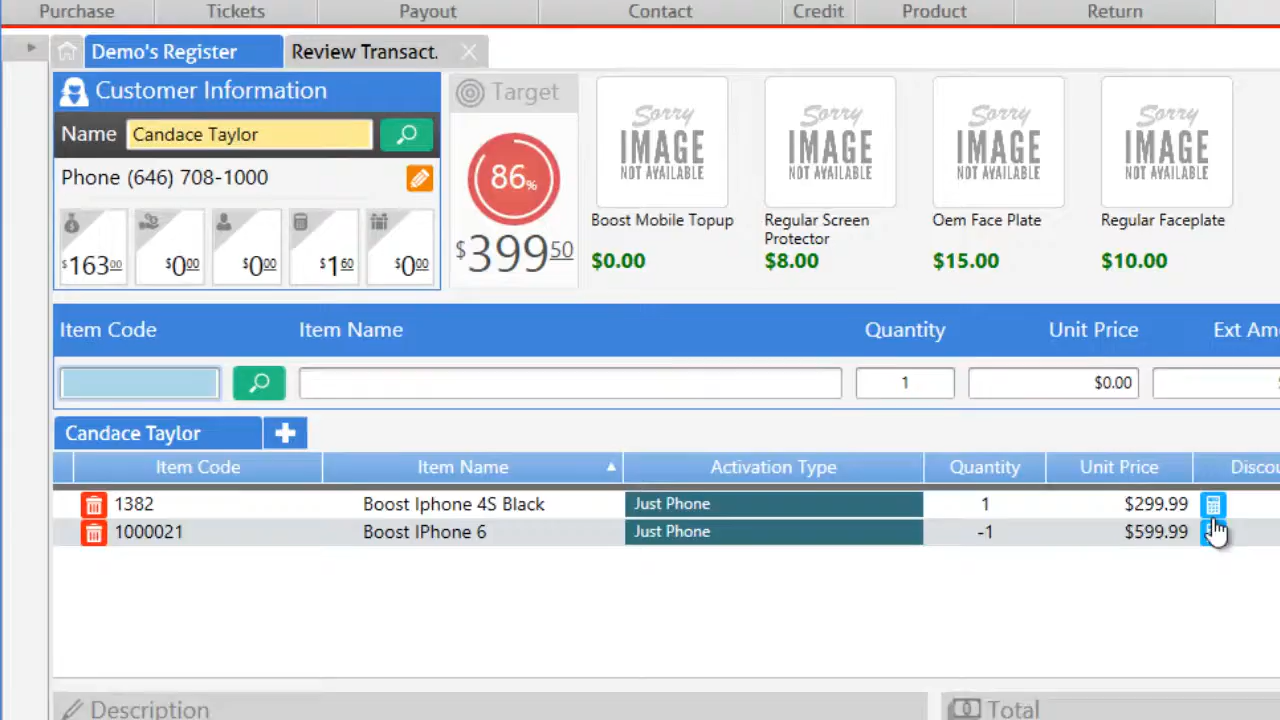 Purchase Tickets Payout Contact Credit Product Return
Demo's Register Review Transact.
Customer Information
Name Candace Taylor
Phone (646) 708-1000
$163.00 $0.00 $0.00 $1.60 $0.00
Target
86%
$399.50
Sorry IMAGE NOT AVAILABLE
Boost Mobile Topup
$0.00
Sorry IMAGE NOT AVAILABLE
Regular Screen
Protector
$8.00
Sorry IMAGE NOT AVAILABLE
Oem Face Plate
$15.00
Sorry IMAGE NOT AVAILABLE
Regular Faceplate
$10.00
Item Code Item Name Quantity Unit Price Ext Am
1 $0.00
Candace Taylor
Item Code Item Name Activation Type Quantity Unit Price Discou
1382 Boost Iphone 4S Black Just Phone 1 $299.99
1000021 Boost IPhone 6 Just Phone -1 $599.99
Description Total